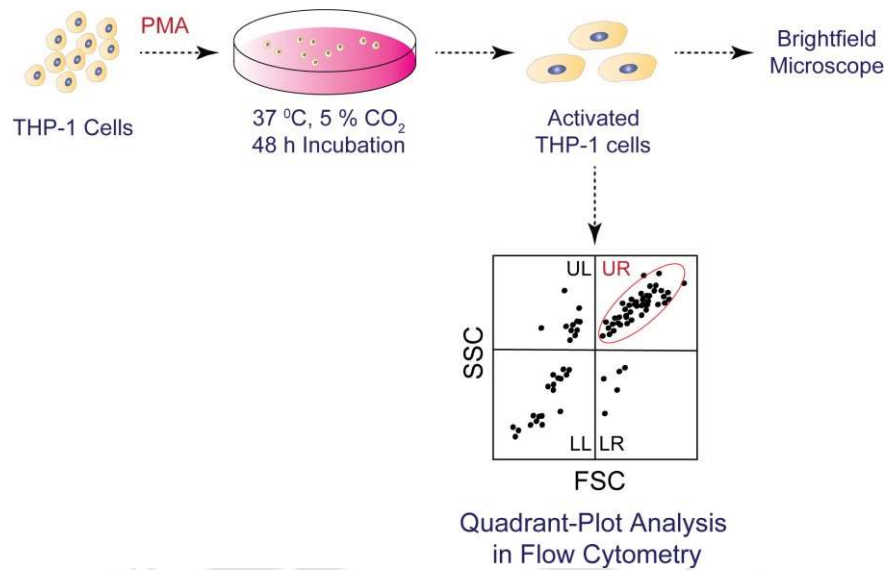 PMA
THP-1 Cells
37 ⁰C, 5 % CO₂
48 h Incubation
Activated
THP-1 cells
Brightfield
Microscope
UL UR
SSC
LL LR
FSC
Quadrant-Plot Analysis
in Flow Cytometry